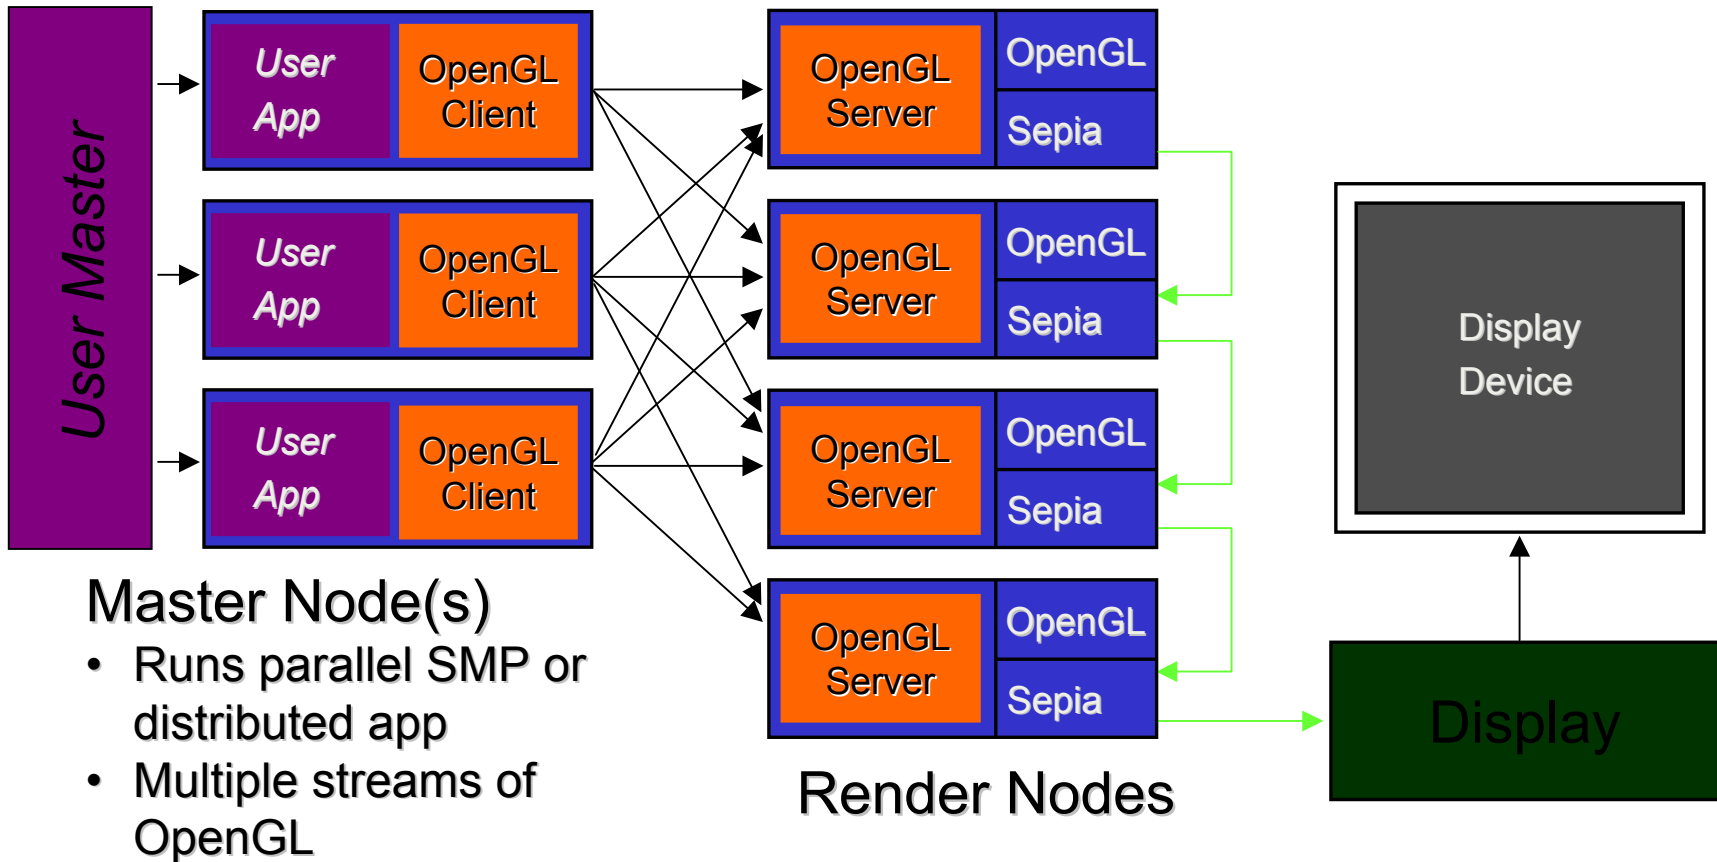 User Master
User
App
OpenGL
Client
User
App
OpenGL
Client
User
App
OpenGL
Client
OpenGL
Server
OpenGL
Sepia
OpenGL
Server
OpenGL
Sepia
OpenGL
Server
OpenGL
Sepia
OpenGL
Server
OpenGL
Sepia
Display
Device
Display
Master Node(s)
• Runs parallel SMP or
distributed app
• Multiple streams of
OpenGL
Render Nodes